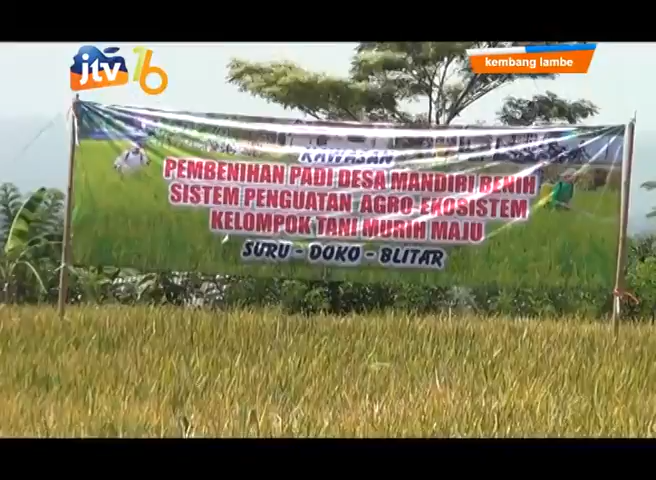 jtv 16
kembang lambe
KAWASAN
PEMBENIHAN PADI DESA MANDIRI BENIH
SISTEM PENGUATAN AGRO-EKOSISTEM
KELOMPOK TANI MURIH MAJU
SURU - DOKO - BLITAR